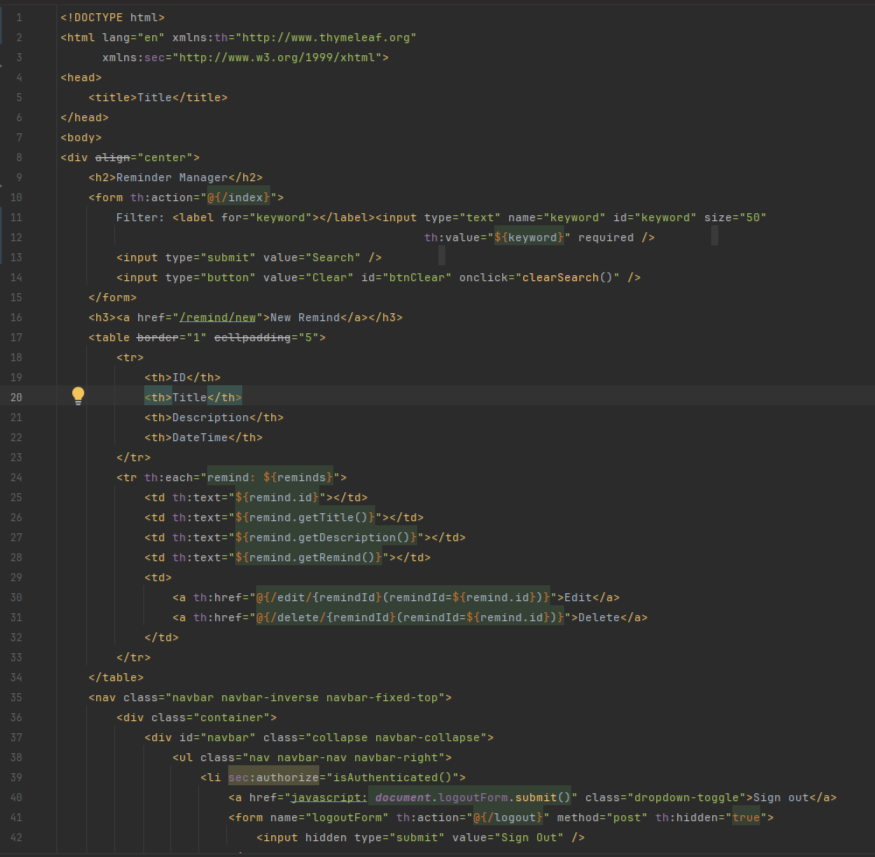 1 <!DOCTYPE html>
2 <html lang="en" xmlns:th="http://www.thymeleaf.org"
3       xmlns:sec="http://www.w3.org/1999/xhtml">
4 <head>
5     <title>Title</title>
6 </head>
7 <body>
8 <div align="center">
9     <h2>Reminder Manager</h2>
10     <form th:action="@{/index}">
11         Filter: <label for="keyword"></label><input type="text" name="keyword" id="keyword" size="50"
12                                                     th:value="${keyword}" required />
13         <input type="submit" value="Search" />
14         <input type="button" value="Clear" id="btnClear" onclick="clearSearch()" />
15     </form>
16     <h3><a href="/remind/new">New Remind</a></h3>
17     <table border="1" cellpadding="5">
18         <tr>
19             <th>ID</th>
20             <th>Title</th>
21             <th>Description</th>
22             <th>DateTime</th>
23         </tr>
24         <tr th:each="remind: ${reminds}">
25             <td th:text="${remind.id}"></td>
26             <td th:text="${remind.getTitle()}"></td>
27             <td th:text="${remind.getDescription()}"></td>
28             <td th:text="${remind.getRemind()}"></td>
29             <td>
30                 <a th:href="@{/edit/{remindId}(remindId=${remind.id})}">Edit</a>
31                 <a th:href="@{/delete/{remindId}(remindId=${remind.id})}">Delete</a>
32             </td>
33         </tr>
34     </table>
35     <nav class="navbar navbar-inverse navbar-fixed-top">
36         <div class="container">
37             <div id="navbar" class="collapse navbar-collapse">
38                 <ul class="nav navbar-nav navbar-right">
39                     <li sec:authorize="isAuthenticated()">
40                         <a href="javascript: document.logoutForm.submit()" class="dropdown-toggle">Sign out</a>
41                         <form name="logoutForm" th:action="@{/logout}" method="post" th:hidden="true">
42                             <input hidden type="submit" value="Sign Out" />